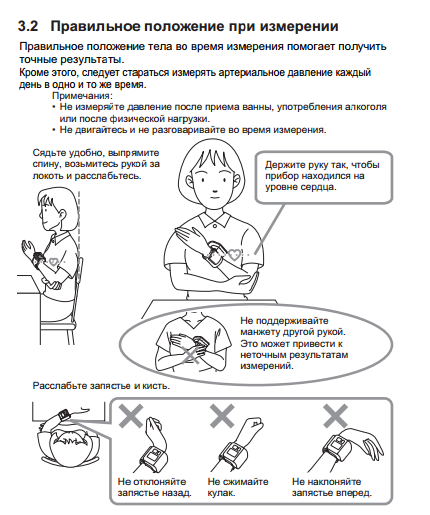 3.2 Правильное положение при измерении
Правильное положение тела во время измерения помогает получить
точные результаты.
Кроме этого, следует стараться измерять артериальное давление каждый
день в одно и то же время.
Примечания:
• Не измеряйте давление после приема ванны, употребления алкоголя
или после физической нагрузки.
• Не двигайтесь и не разговаривайте во время измерения.
Сядьте удобно, выпрямите
спину, возьмитесь рукой за
локоть и расслабьтесь.
Держите руку так, чтобы
прибор находился на
уровне сердца.
Не поддерживайте
манжету другой рукой.
Это может привести к
неточным результатам
измерений.
Расслабьте запястье и кисть.
Не отклоняйте
запястье назад.
Не сжимайте
кулак.
Не наклоняйте
запястье вперед.